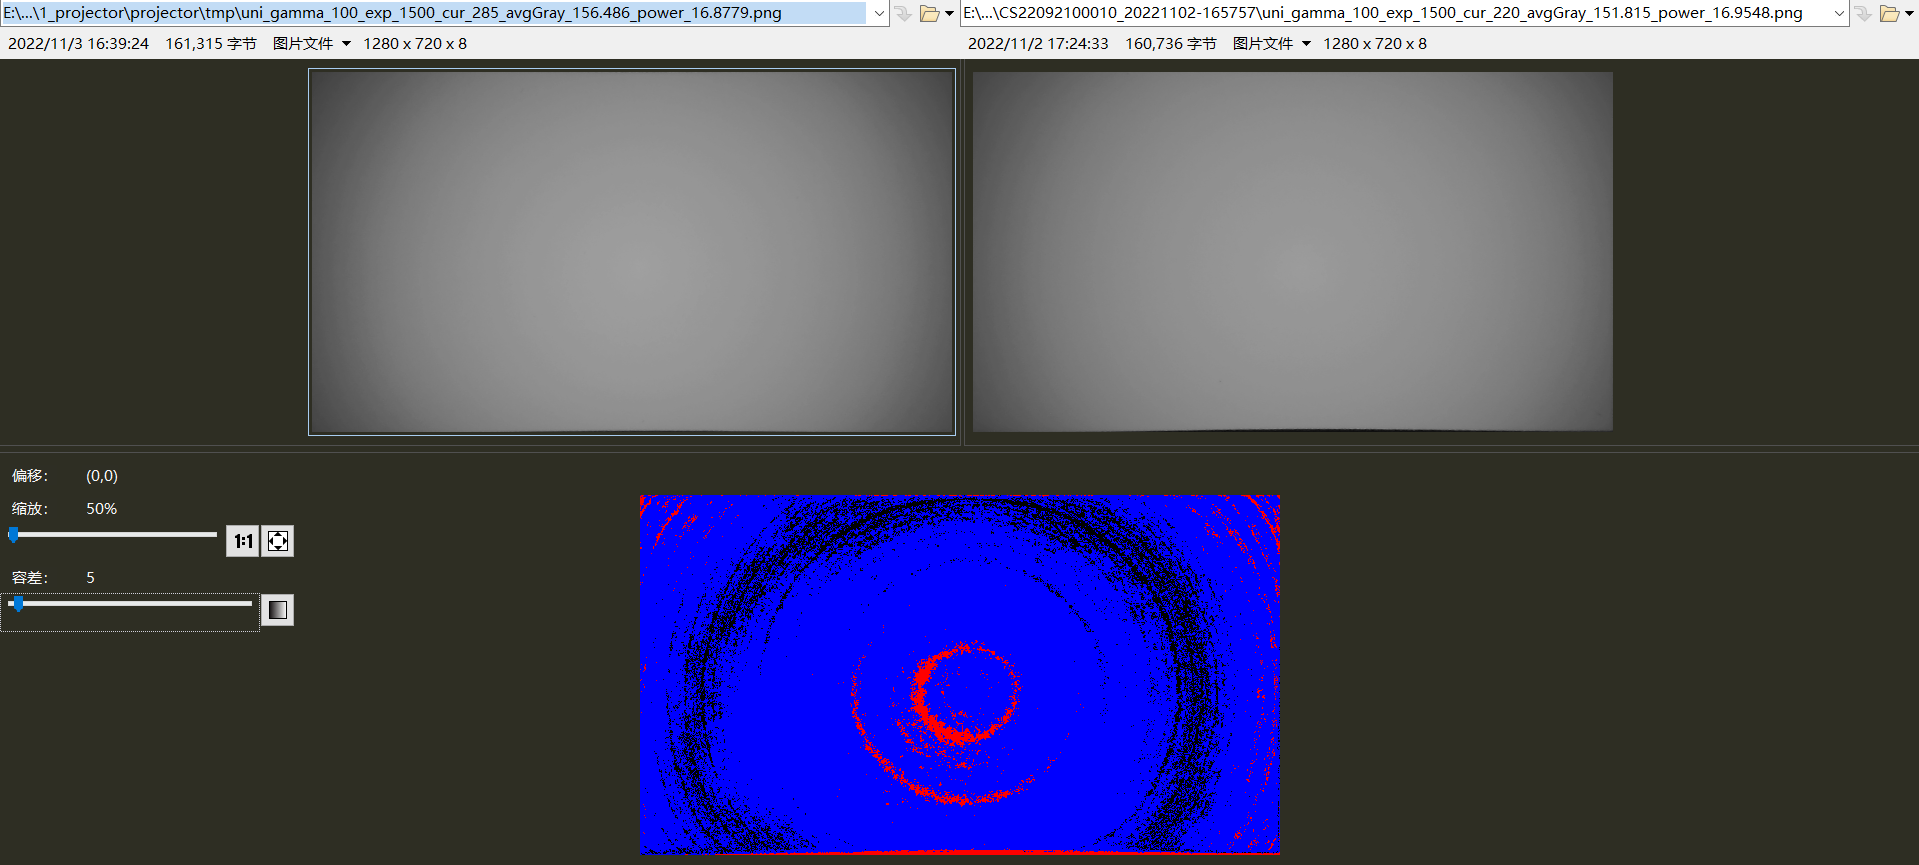 E:\...\1_projector\projector\tmp\uni_gamma_100_exp_1500_cur_285_avgGray_156.486_power_16.8779.png
E:\...\CS22092100010_20221102-165757\uni_gamma_100_exp_1500_cur_220_avgGray_151.815_power_16.9548.png
2022/11/3 16:39:24 161,315 字节 图片文件 1280 x 720 x 8
2022/11/2 17:24:33 160,736 字节 图片文件 1280 x 720 x 8
偏移: (0,0)
缩放: 50%
1:1
容差: 5